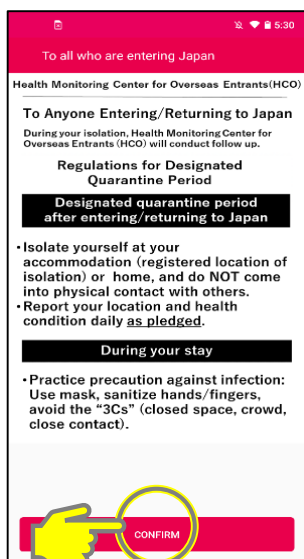 5:30
To all who are entering Japan
Health Monitoring Center for Overseas Entrants(HCO)
To Anyone Entering/Returning to Japan
During your isolation, Health Monitoring Center for
Overseas Entrants (HCO) will conduct follow up.
Regulations for Designated
Quarantine Period
Designated quarantine period
after entering/returning to Japan
・Isolate yourself at your
accommodation (registered location of
isolation) or home, and do NOT come
into physical contact with others.
・Report your location and health
condition daily as pledged.
During your stay
・Practice precaution against infection:
Use mask, sanitize hands/fingers,
avoid the “3Cs” (closed space, crowd,
close contact).
CONFIRM